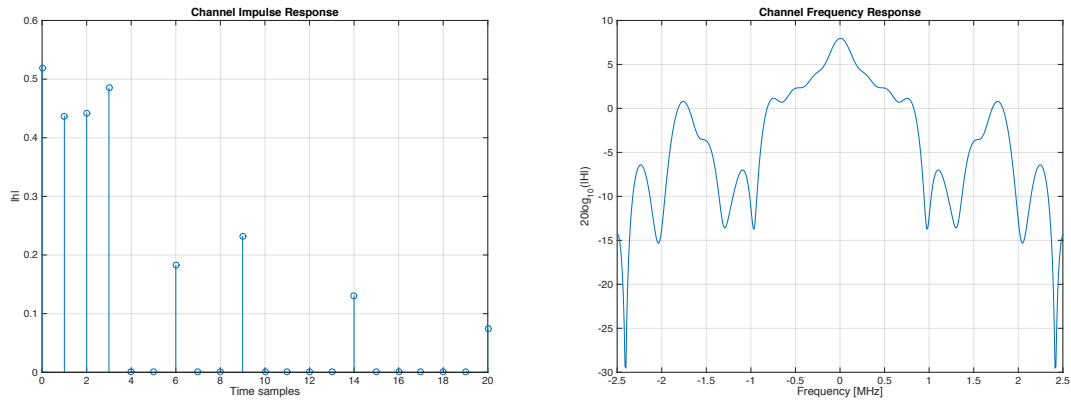 Channel Impulse Response
|h|
0.6
0.5
0.4
0.3
0.2
0.1
0
0 2 4 6 8 10 12 14 16 18 20
Time samples
Channel Frequency Response
20log10(|H|)
10
5
0
-5
-10
-15
-20
-25
-30
-2.5 -2 -1.5 -1 -0.5 0 0.5 1 1.5 2 2.5
Frequency [MHz]